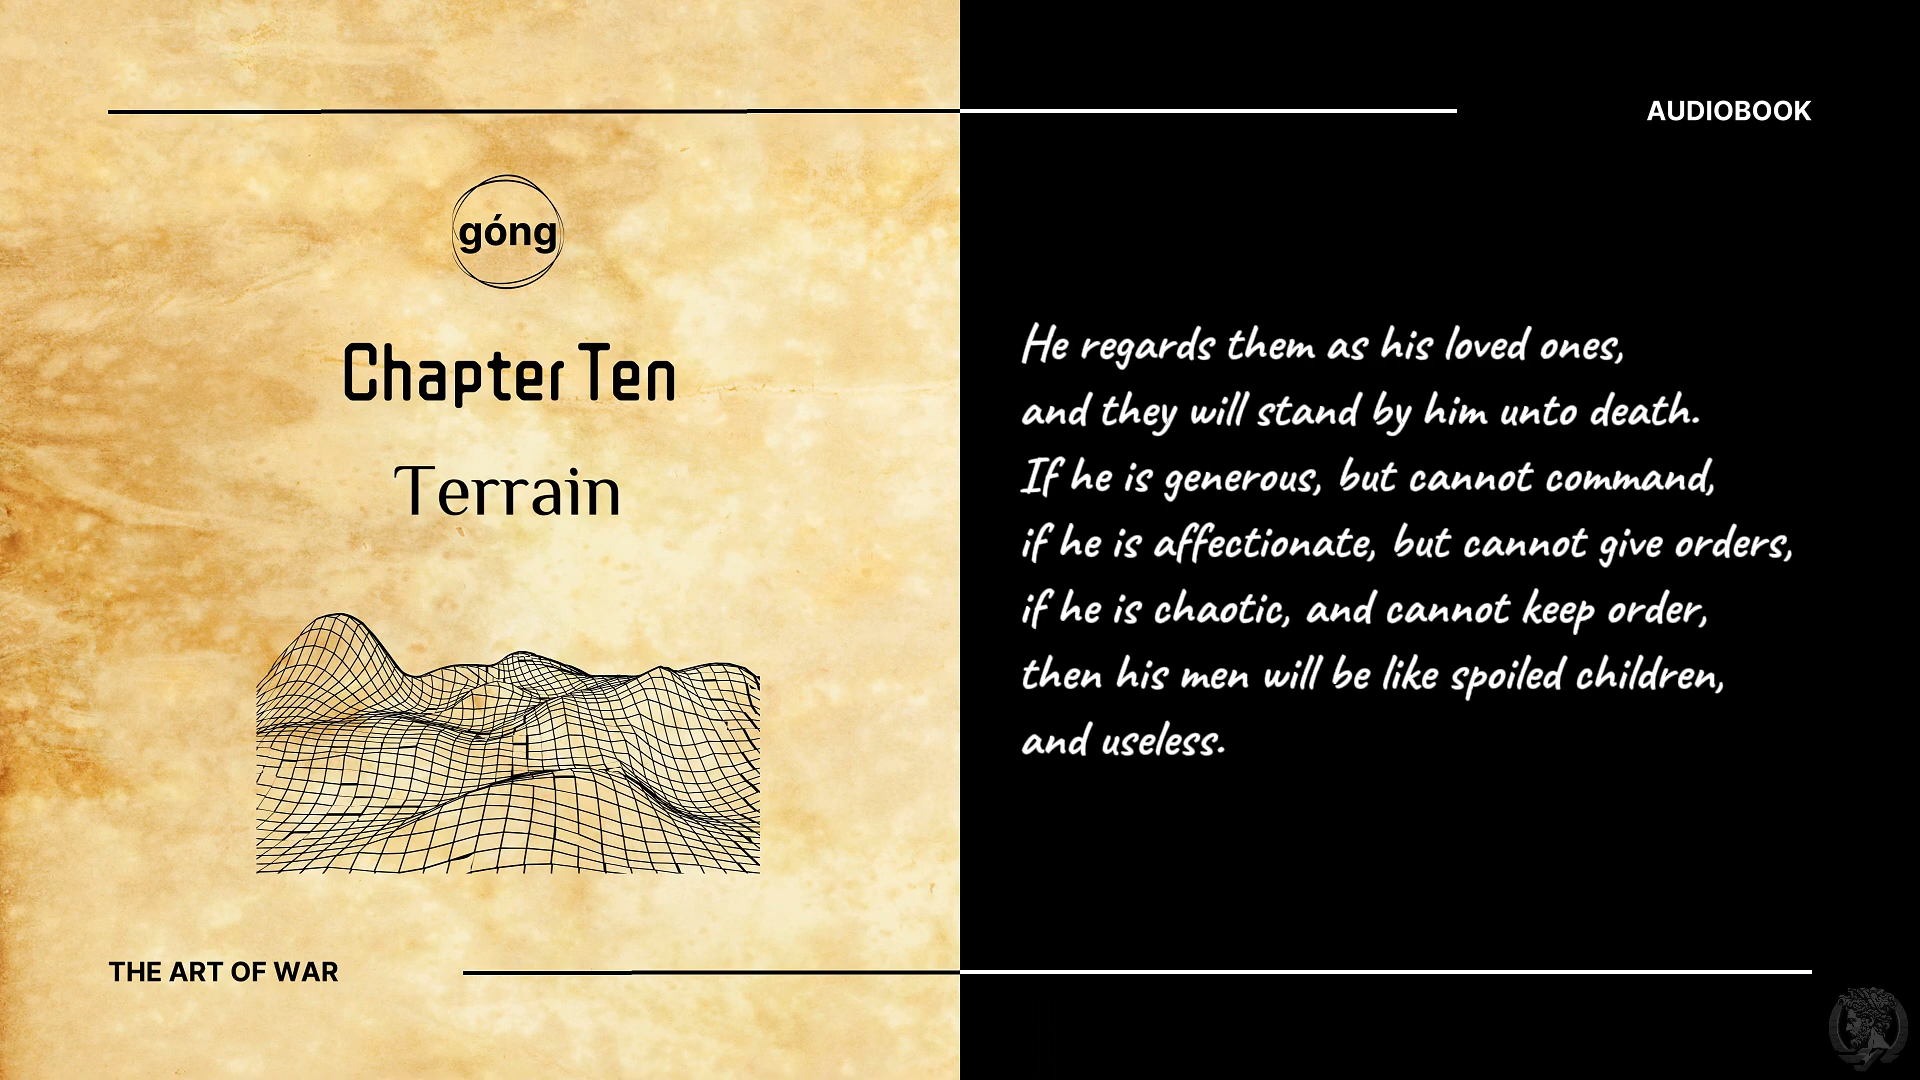 góng
Chapter Ten
Terrain
THE ART OF WAR
AUDIOBOOK
He regards them as his loved ones,
and they will stand by him unto death.
If he is generous, but cannot command,
if he is affectionate, but cannot give orders,
if he is chaotic, and cannot keep order,
then his men will be like spoiled children,
and useless.